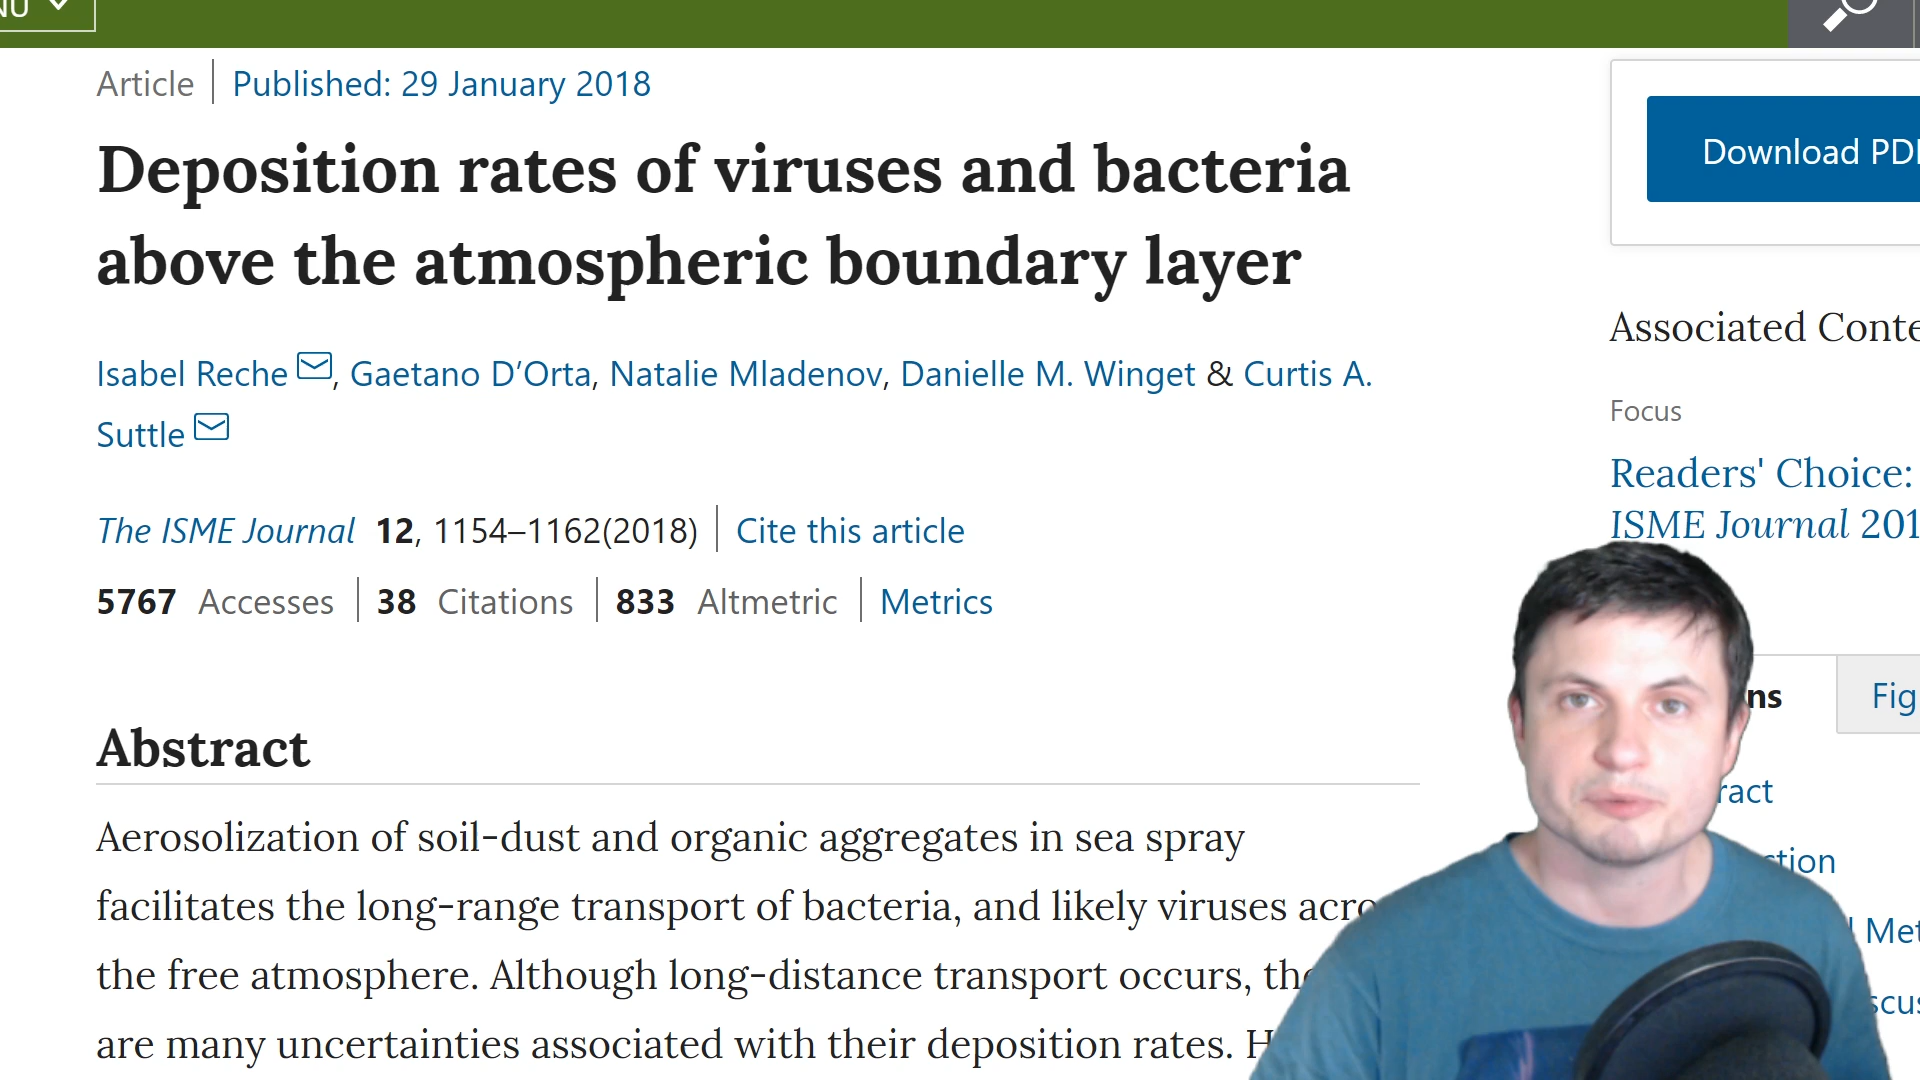 Article Published: 29 January 2018
Download PDF
Deposition rates of viruses and bacteria
above the atmospheric boundary layer
Isabel Reche, Gaetano D’Orta, Natalie Mladenov, Danielle M. Winget & Curtis A.
Suttle
The ISME Journal 12, 1154–1162(2018) Cite this article
5767 Accesses 38 Citations 833 Altmetric Metrics
Abstract
Aerosolization of soil-dust and organic aggregates in sea spray
facilitates the long-range transport of bacteria, and likely viruses
the free atmosphere. Although long-distance transport occurs,
are many uncertainties associated with their deposition rates.
Associated
Focus
Readers' Choice:
ISME Journal